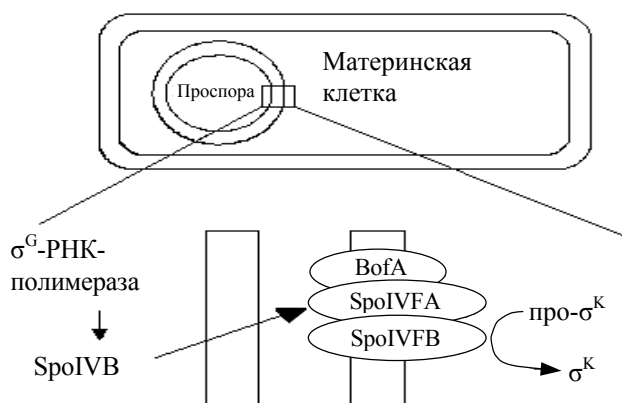 Материнская
клетка
Проспора
σᴳ-РНК-
полимераза
SpoIVB
BofA
SpoIVFA
SpoIVFB
про-σᴷ
σᴷ